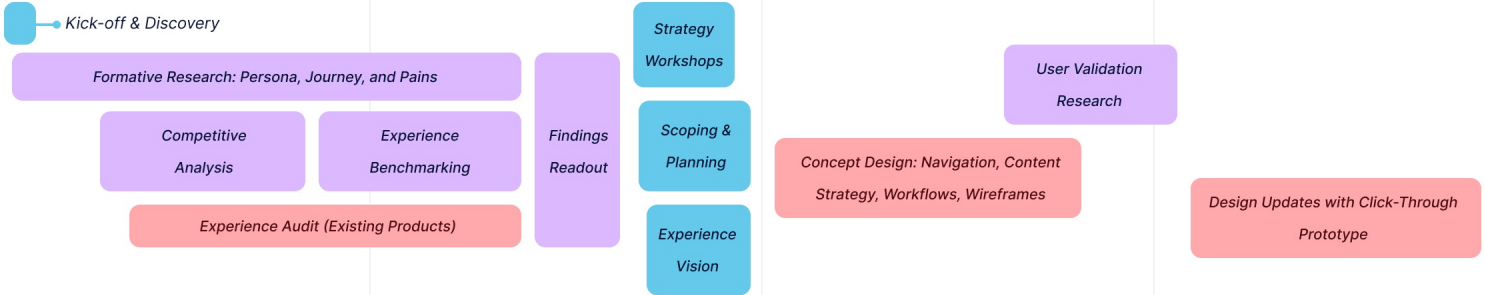 Kick-off & Discovery
Formative Research: Persona, Journey, and Pains
Competitive
Analysis
Experience
Benchmarking
Experience Audit (Existing Products)
Findings
Readout
Strategy
Workshops
Scoping &
Planning
Experience
Vision
Concept Design: Navigation, Content
Strategy, Workflows, Wireframes
User Validation
Research
Design Updates with Click-Through
Prototype